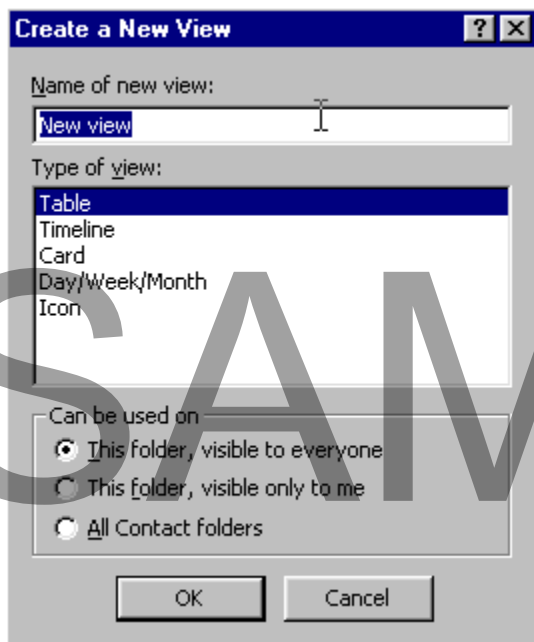 Create a New View
Name of new view:
New view
Type of view:
Table
Timeline
Card
Day/Week/Month
Icon
SAM
Can be used on
This folder, visible to everyone
This folder, visible only to me
All Contact folders
OK Cancel